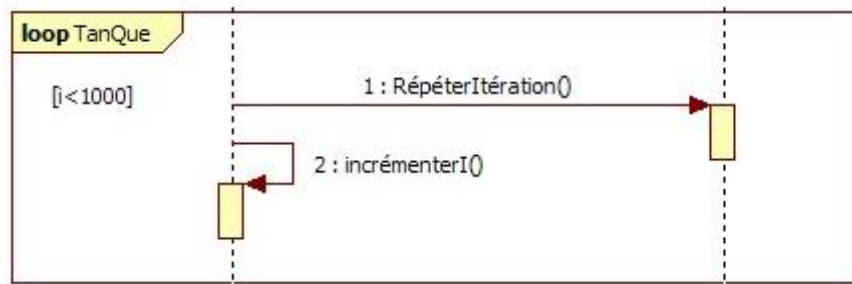 loop TanQue
[i<1000]
1 : RépéterItération()
2 : incrémenterI()